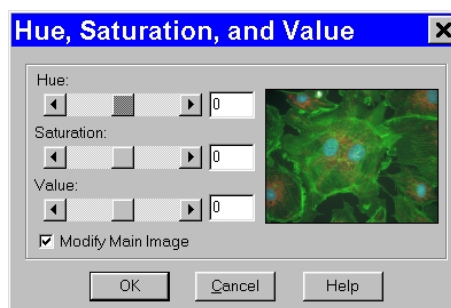 Hue, Saturation, and Value
Hue:
0
Saturation:
0
Value:
0
Modify Main Image
OK
Cancel
Help